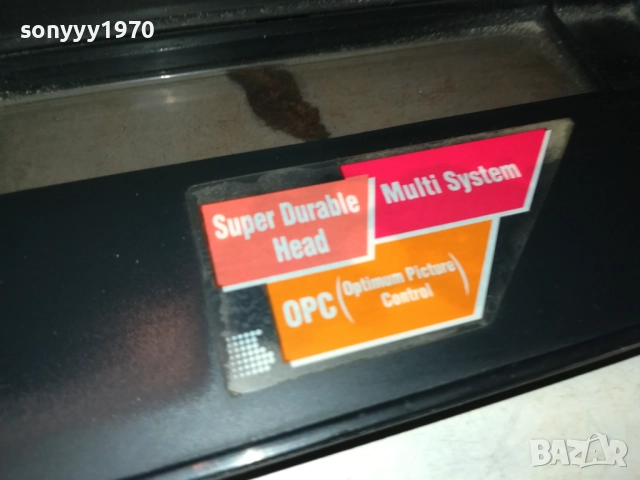 sonyyy1970
Multi System
Super Durable
Head
OPC (Optimum Picture
Control)
BAZAR